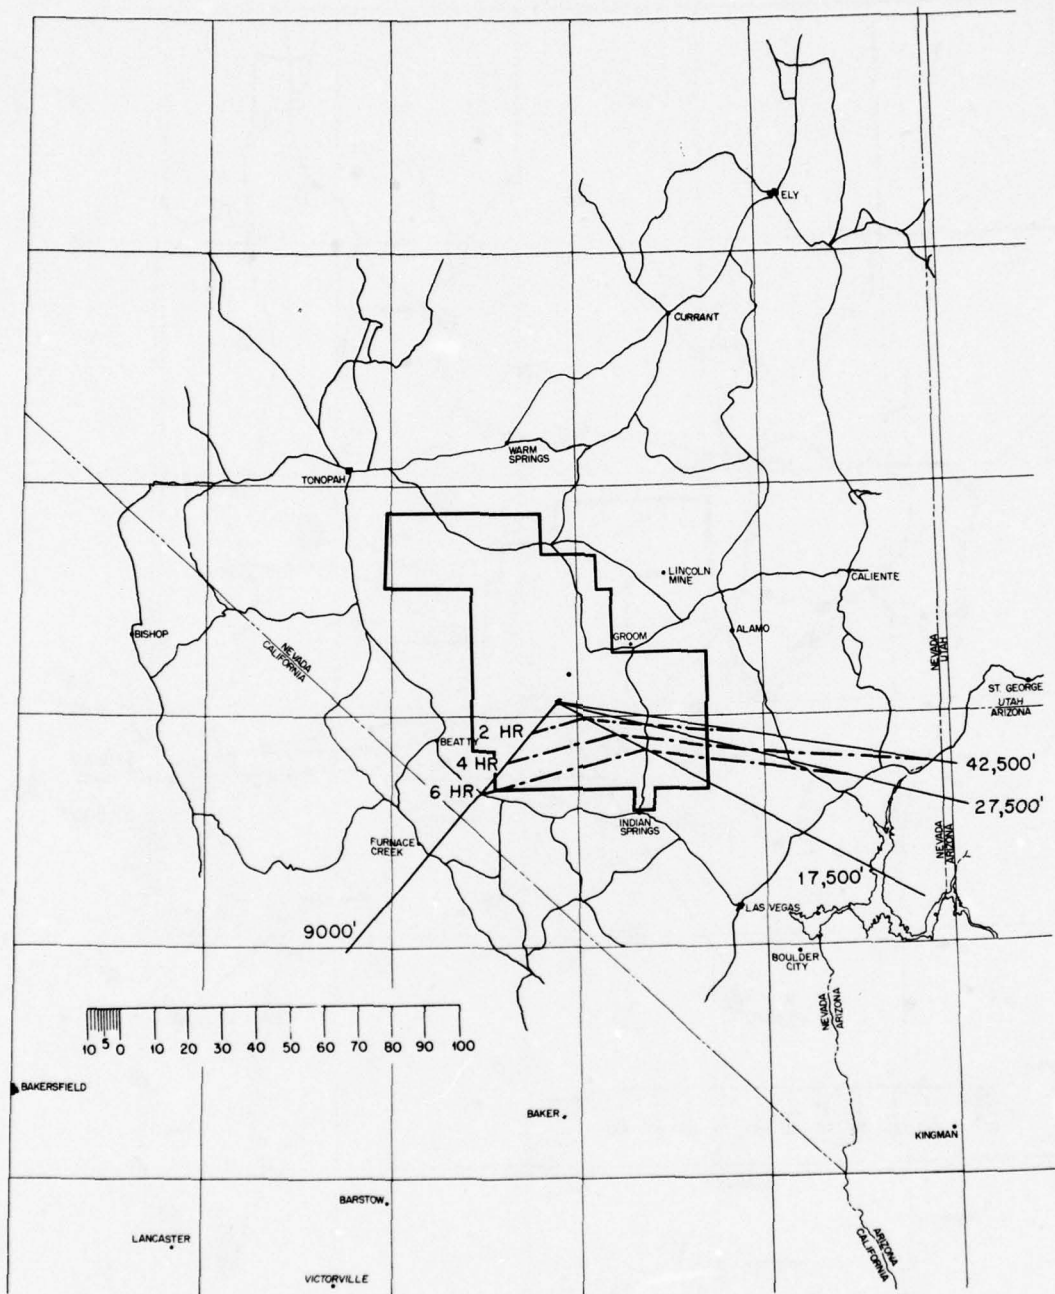 ELY
CURRANT
WARM
SPRINGS
TONOPAH
LINCOLN
MINE
CALIENTE
BISHOP
GROOM
ALAMO
NEVADA
CALIFORNIA
NEVADA
UTAH
ST. GEORGE
UTAH
ARIZONA
BEATTY
2 HR
4 HR
6 HR
42,500'
27,500'
INDIAN
SPRINGS
FURNACE
CREEK
NEVADA
ARIZONA
17,500'
LAS VEGAS
9000'
BOULDER
CITY
NEVADA
ARIZONA
10 5 0 10 20 30 40 50 60 70 80 90 100
BAKERSFIELD
BAKER
KINGMAN
BARSTOW
LANCASTER
ARIZONA
CALIFORNIA
VICTORVILLE